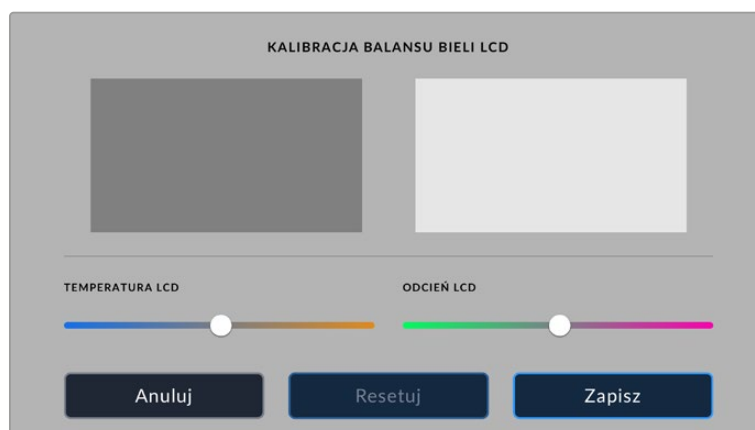 KALIBRACJA BALANSU BIELI LCD
TEMPERATURA LCD
ODCIEŃ LCD
Anuluj
Resetuj
Zapisz